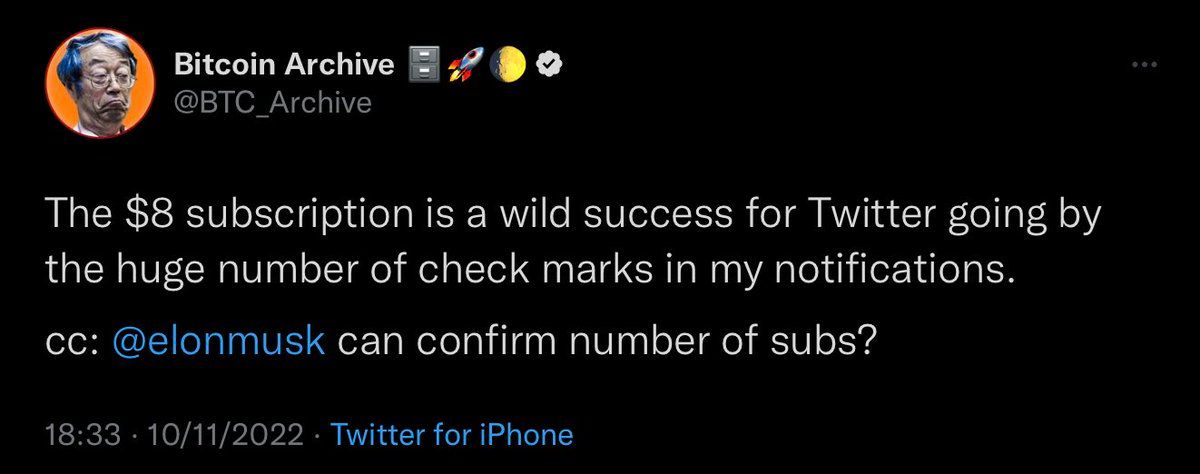 Bitcoin Archive 🗄️🚀🌔
@BTC_Archive
The $8 subscription is a wild success for Twitter going by
the huge number of check marks in my notifications.
cc: @elonmusk can confirm number of subs?
18:33 · 10/11/2022 · Twitter for iPhone